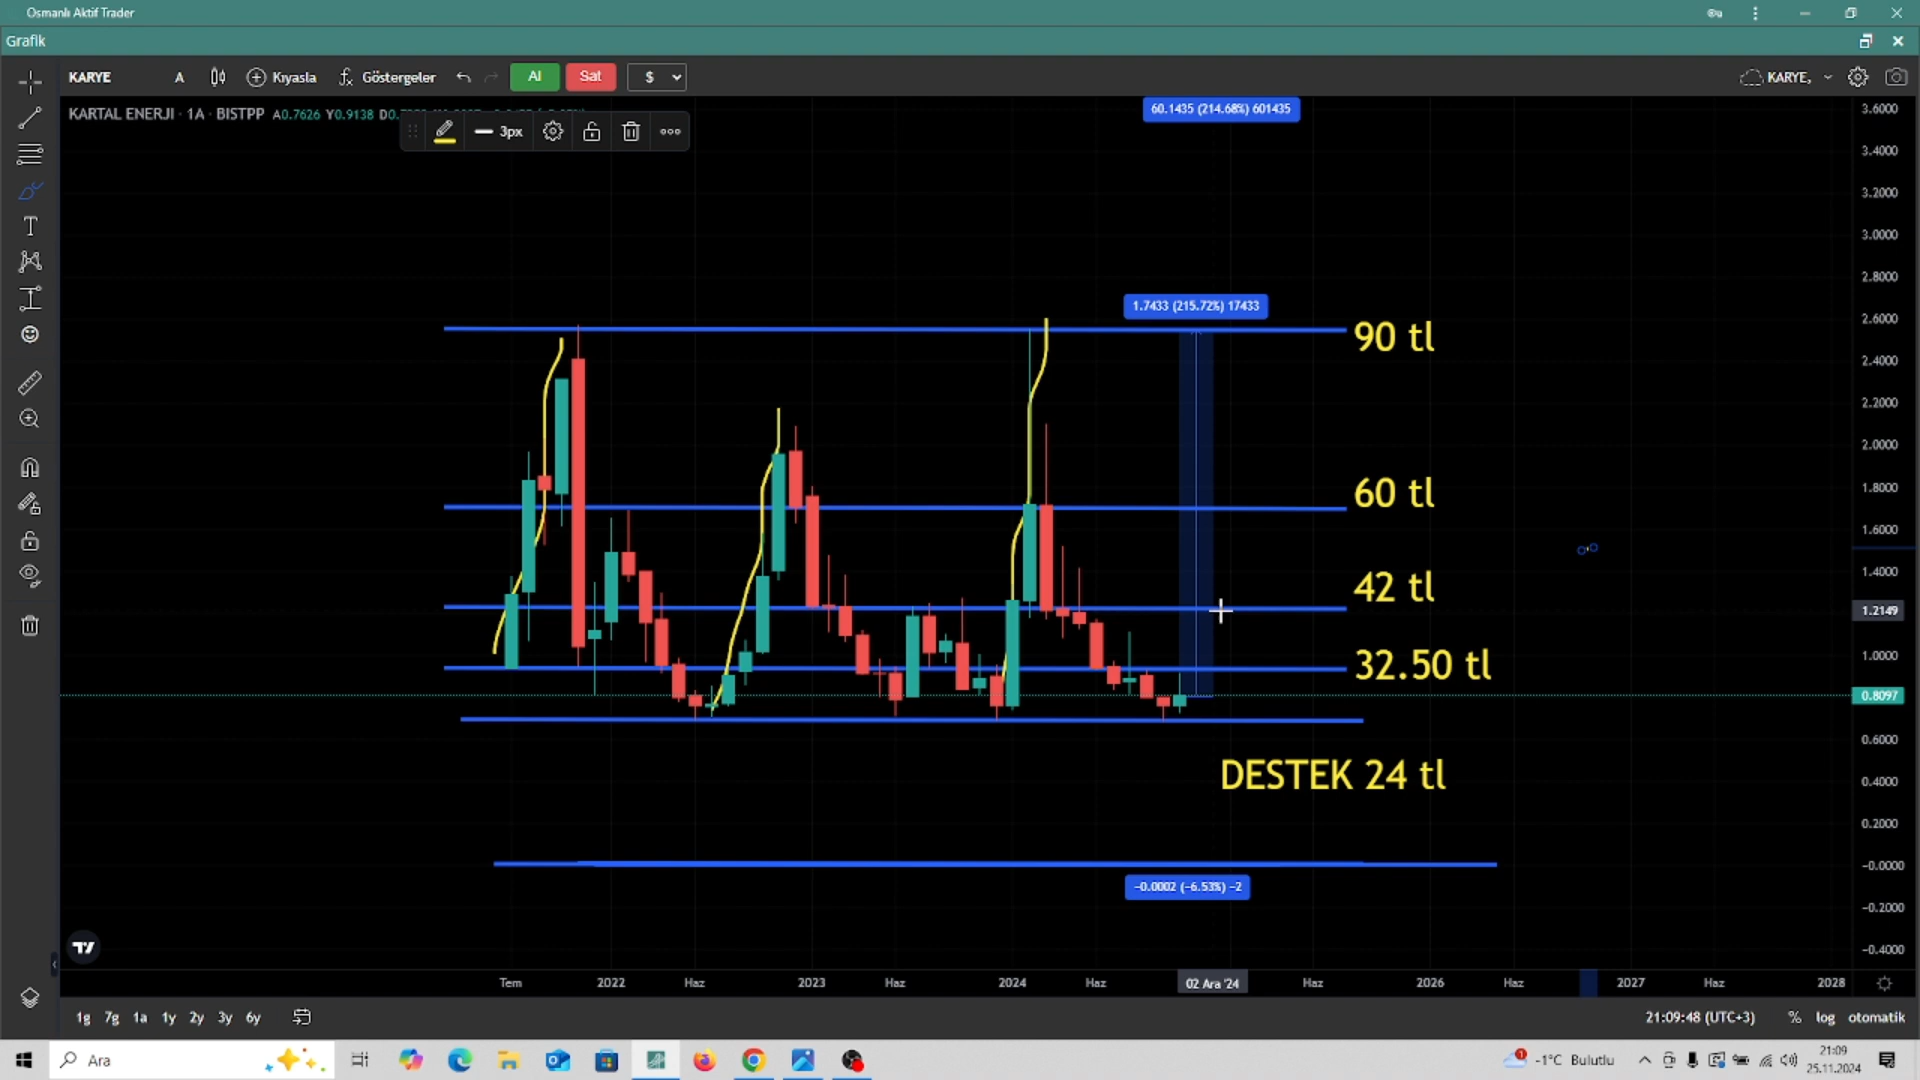 Osmanlı Aktif Trader
Grafik
KARYE
A
Kıyasla
Göstergeler
Al
Sat
$
KARYE,
KARTAL ENERJI · 1A · BISTPP A0.7626 Y0.9138
3px
60.1435 (214.68%) 601435
1.7433 (215.72%) 17433
90 tl
60 tl
42 tl
32.50 tl
DESTEK 24 tl
-0.0002 (-6.53%) -2
3.6000
3.4000
3.2000
3.0000
2.8000
2.6000
2.4000
2.2000
2.0000
1.8000
1.6000
1.4000
1.2149
1.0000
0.8097
0.6000
0.4000
0.2000
-0.0000
-0.2000
-0.4000
Tem 2022 Haz 2023 Haz 2024 Haz 02 Ara '24 Haz 2026 Haz 2027 Haz 2028
1g 7g 1a 1y 2y 3y 6y
21:09:48 (UTC+3) % log otomatik
Ara
1
-1°C Bulutlu
21:09
25.11.2024